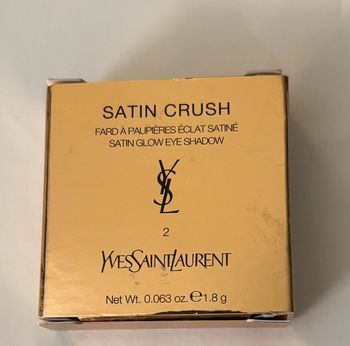 SATIN CRUSH
FARD À PAUPIÈRES ÉCLAT SATINÉ
SATIN GLOW EYE SHADOW
YSL
2
YVESSAINTLAURENT
Net Wt. 0.063 oz. ℮ 1.8 g